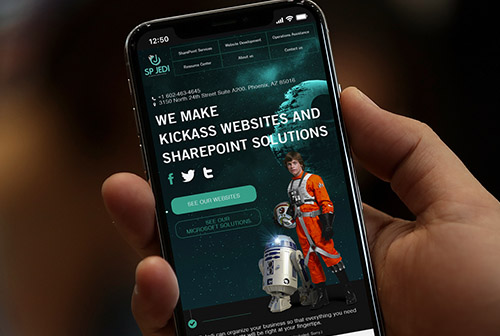 12:50
SP JEDI
SharePoint Services
Website Development
Operations Assistance
Resource Center
About us
Contact us
+1 602-463-4645
3150 North 24th Street Suite A200, Phoenix, AZ 85016
WE MAKE
KICKASS WEBSITES AND
SHAREPOINT SOLUTIONS
SEE OUR WEBSITES
SEE OUR
MICROSOFT SOLUTIONS
can organize your business so that everything you need
will be right at your fingertips.